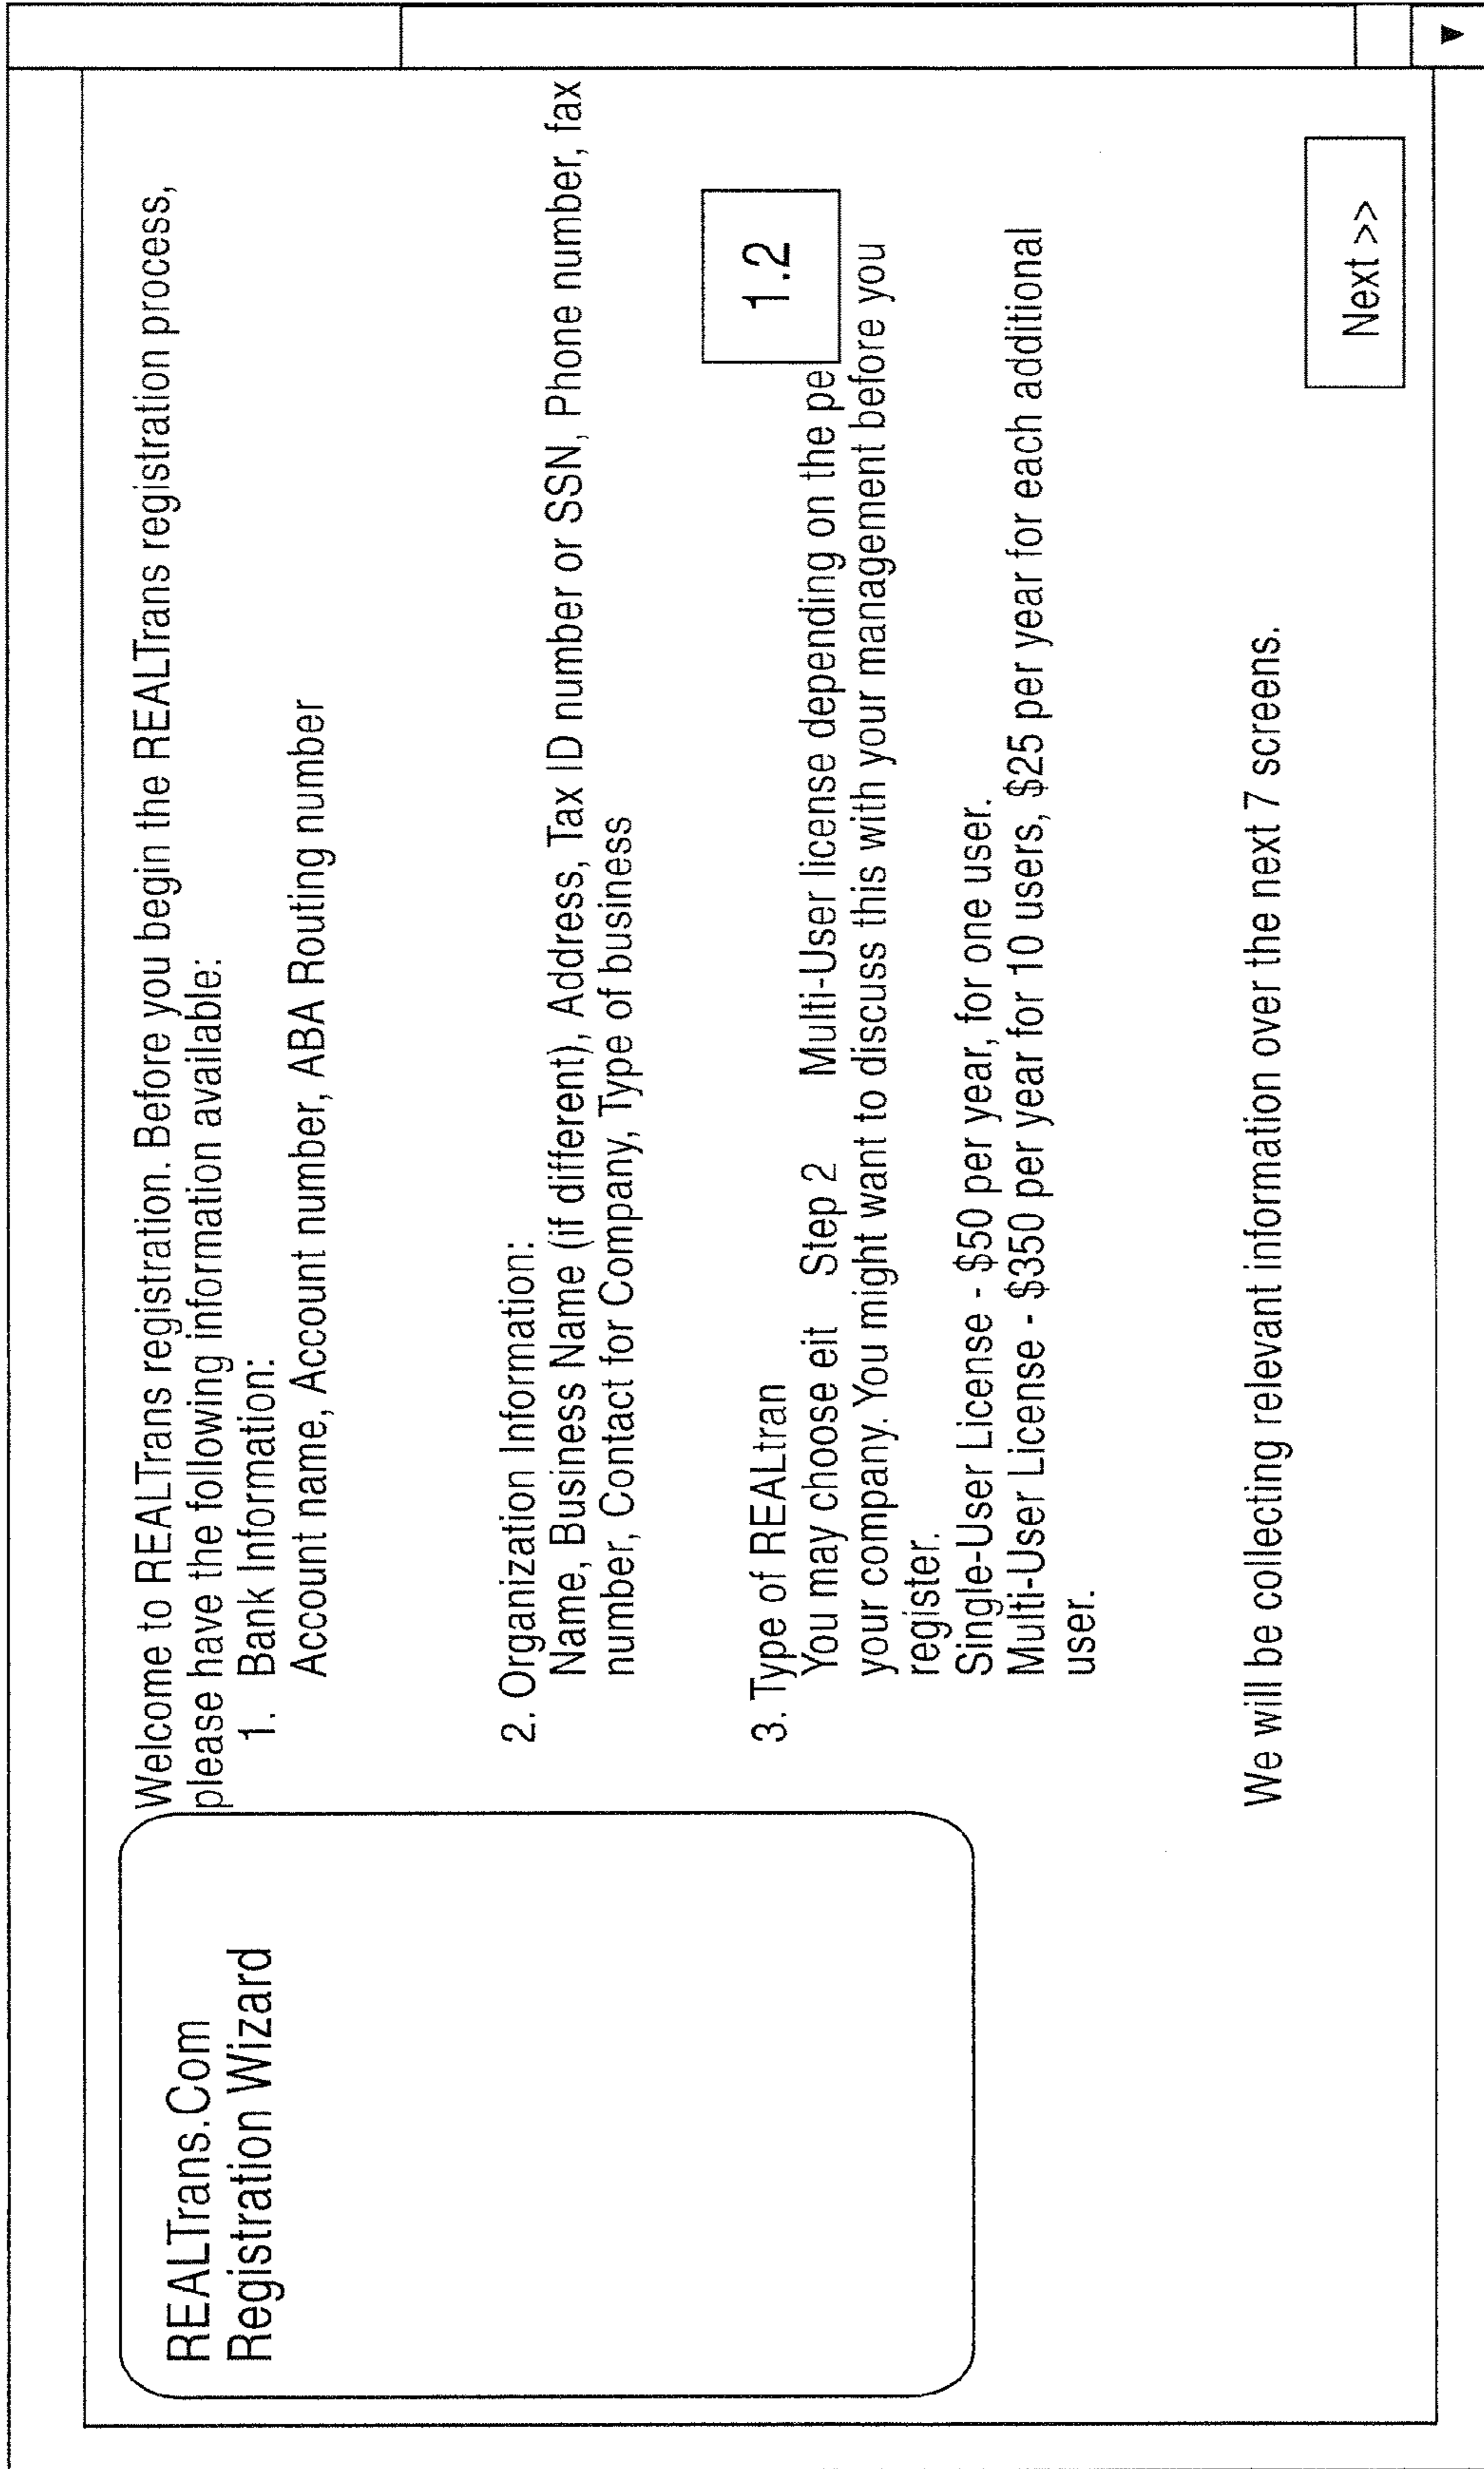 REALTrans.Com
Registration Wizard
Welcome to REALTrans registration. Before you begin the REALTrans registration process,
please have the following information available:
1. Bank Information:
Account name, Account number, ABA Routing number
2. Organization Information:
Name, Business Name (if different), Address, Tax ID number or SSN, Phone number, fax
number, Contact for Company, Type of business
3. Type of REALtran
1.2
You may choose eit Step 2 Multi-User license depending on the pe
your company. You might want to discuss this with your management before you
register.
Single-User License - $50 per year, for one user.
Multi-User License - $350 per year for 10 users, $25 per year for each additional
user.
We will be collecting relevant information over the next 7 screens.
Next >>